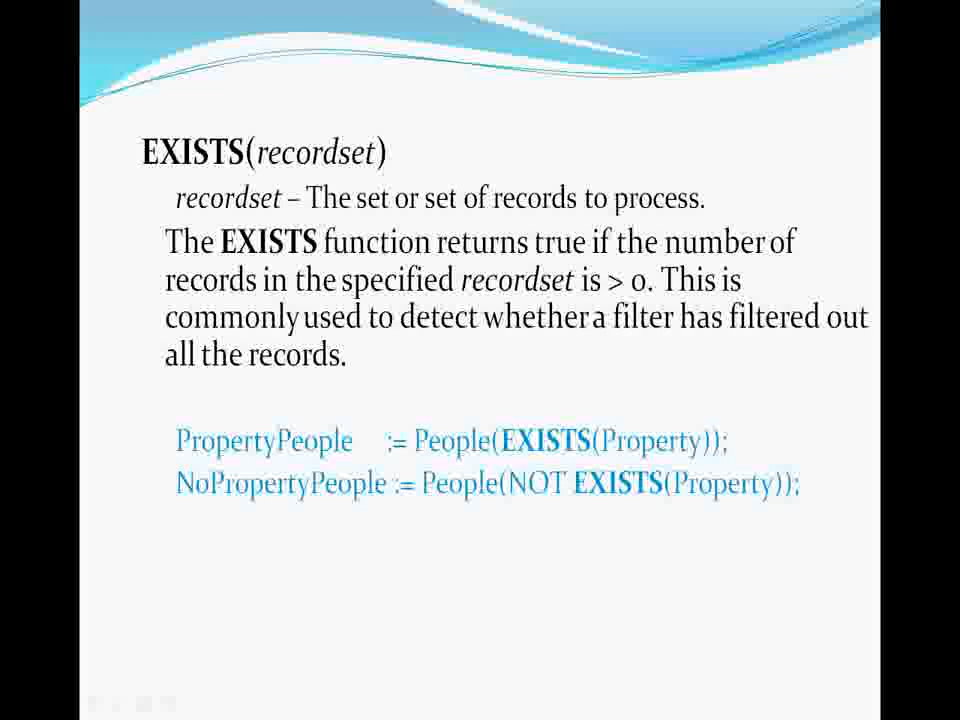 EXISTS(recordset)
recordset – The set or set of records to process.
The EXISTS function returns true if the number of
records in the specified recordset is > 0. This is
commonly used to detect whether a filter has filtered out
all the records.
PropertyPeople := People(EXISTS(Property));
NoPropertyPeople := People(NOT EXISTS(Property));